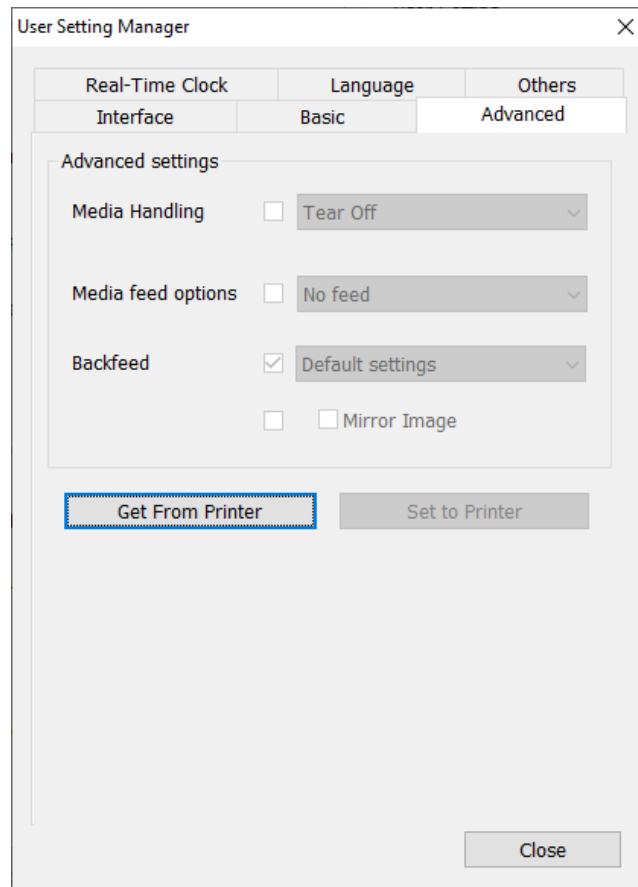 User Setting Manager
Real-Time Clock Language Others
Interface Basic Advanced
Advanced settings
Media Handling Tear Off
Media feed options No feed
Backfeed Default settings
Mirror Image
Get From Printer Set to Printer
Close